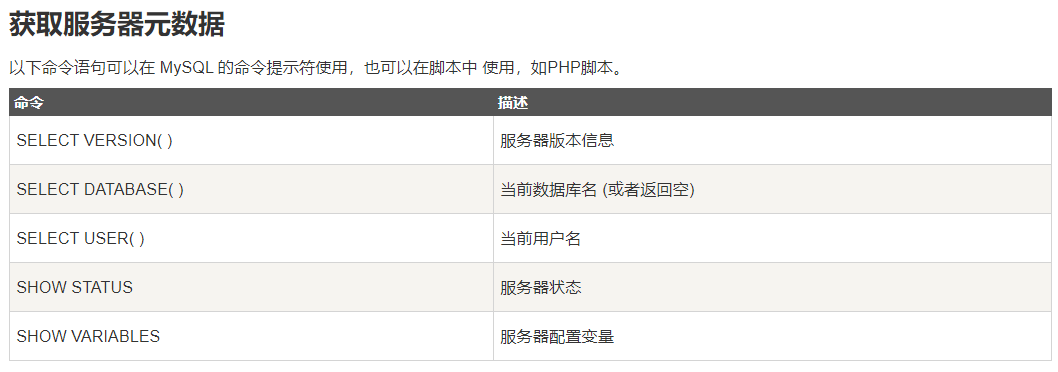 获取服务器元数据
以下命令语句可以在 MySQL 的命令提示符使用，也可以在脚本中 使用，如PHP脚本。
命令 描述
SELECT VERSION( ) 服务器版本信息
SELECT DATABASE( ) 当前数据库名 (或者返回空)
SELECT USER( ) 当前用户名
SHOW STATUS 服务器状态
SHOW VARIABLES 服务器配置变量